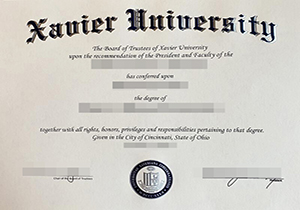 Xavier University
The Board of Trustees of Xavier University
upon the recommendation of the President and Faculty of the
has conferred upon
the degree of
together with all rights, honors, privileges and responsibilities pertaining to that degree.
Given in the City of Cincinnati, State of Ohio